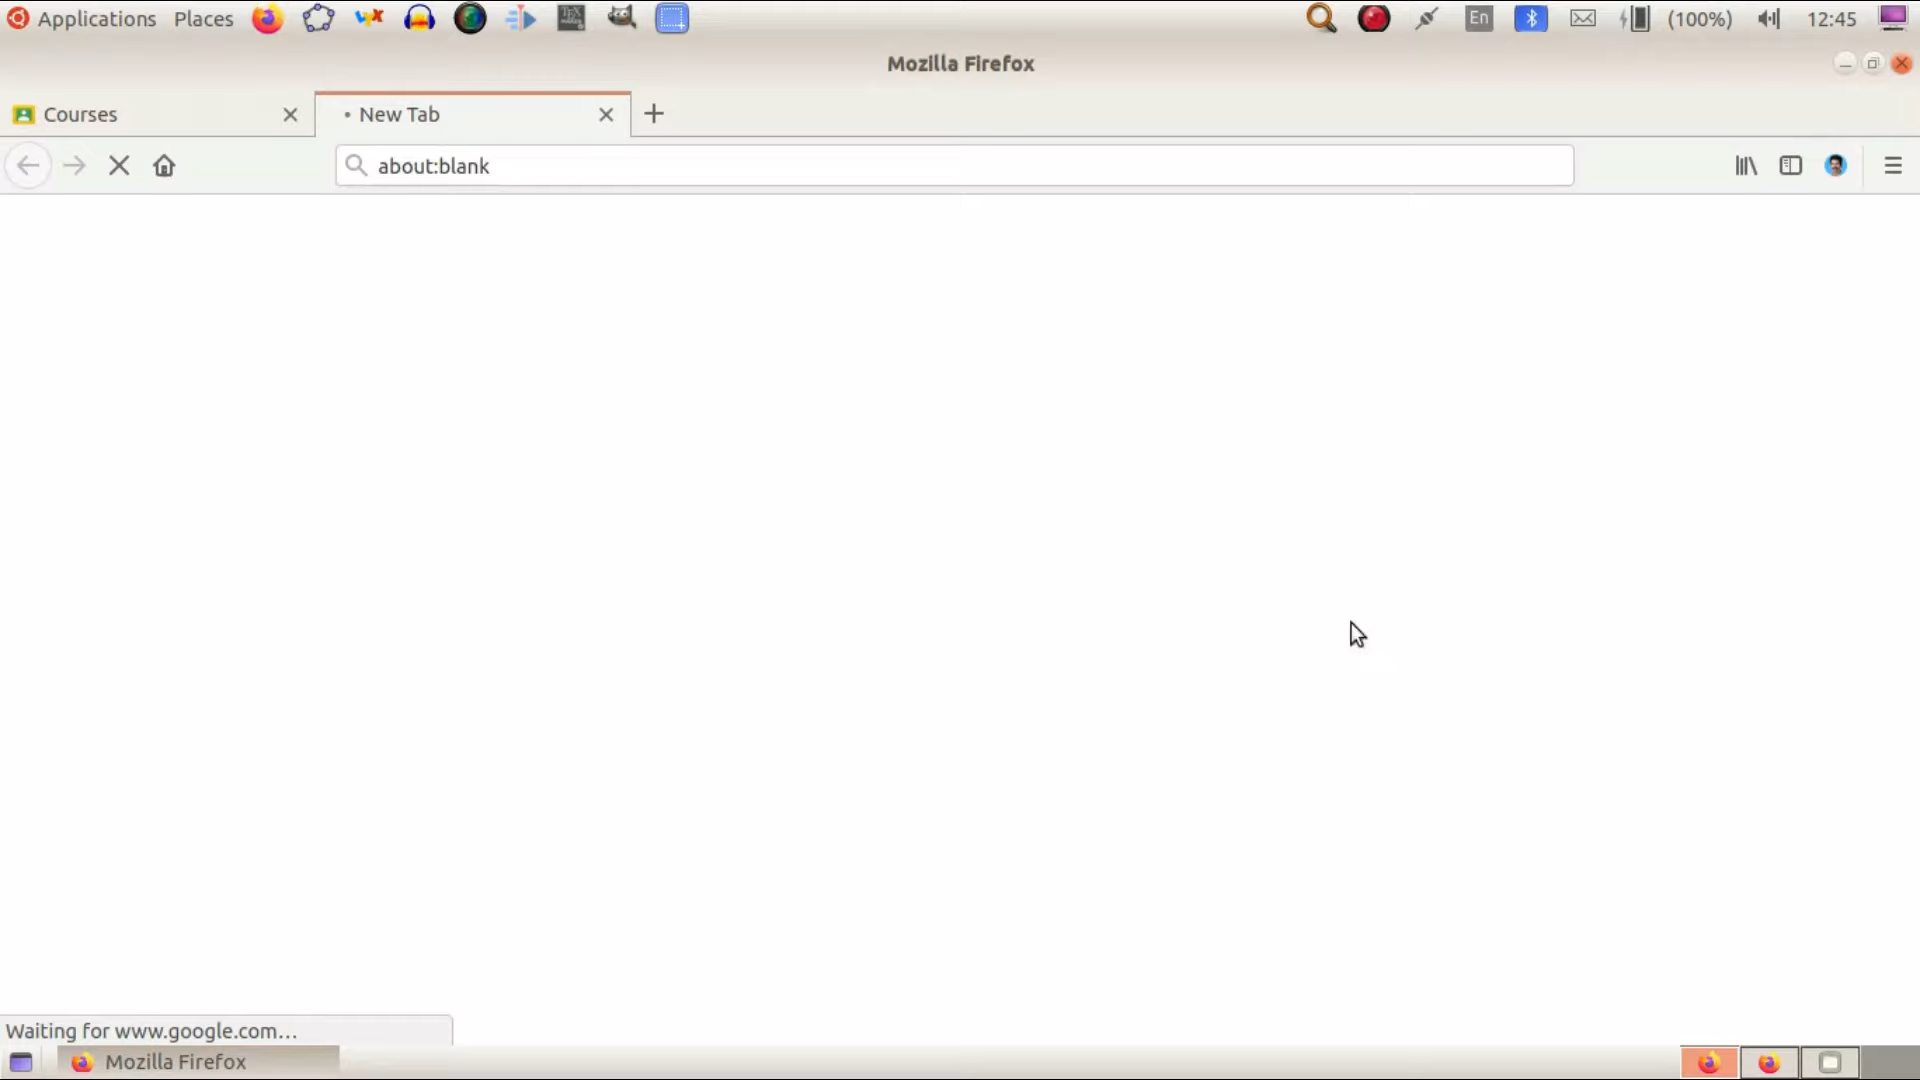 Applications Places En (100%) 12:45
Mozilla Firefox
Courses New Tab
about:blank
Waiting for www.google.com...
Mozilla Firefox